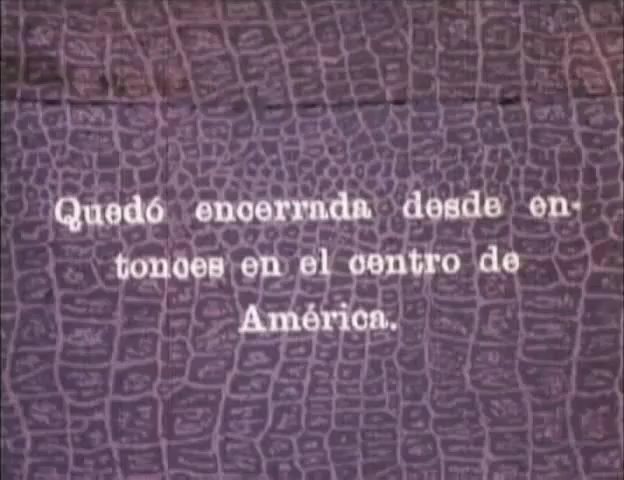 Quedó encerrada desde en-
tonces en el centro de
América.